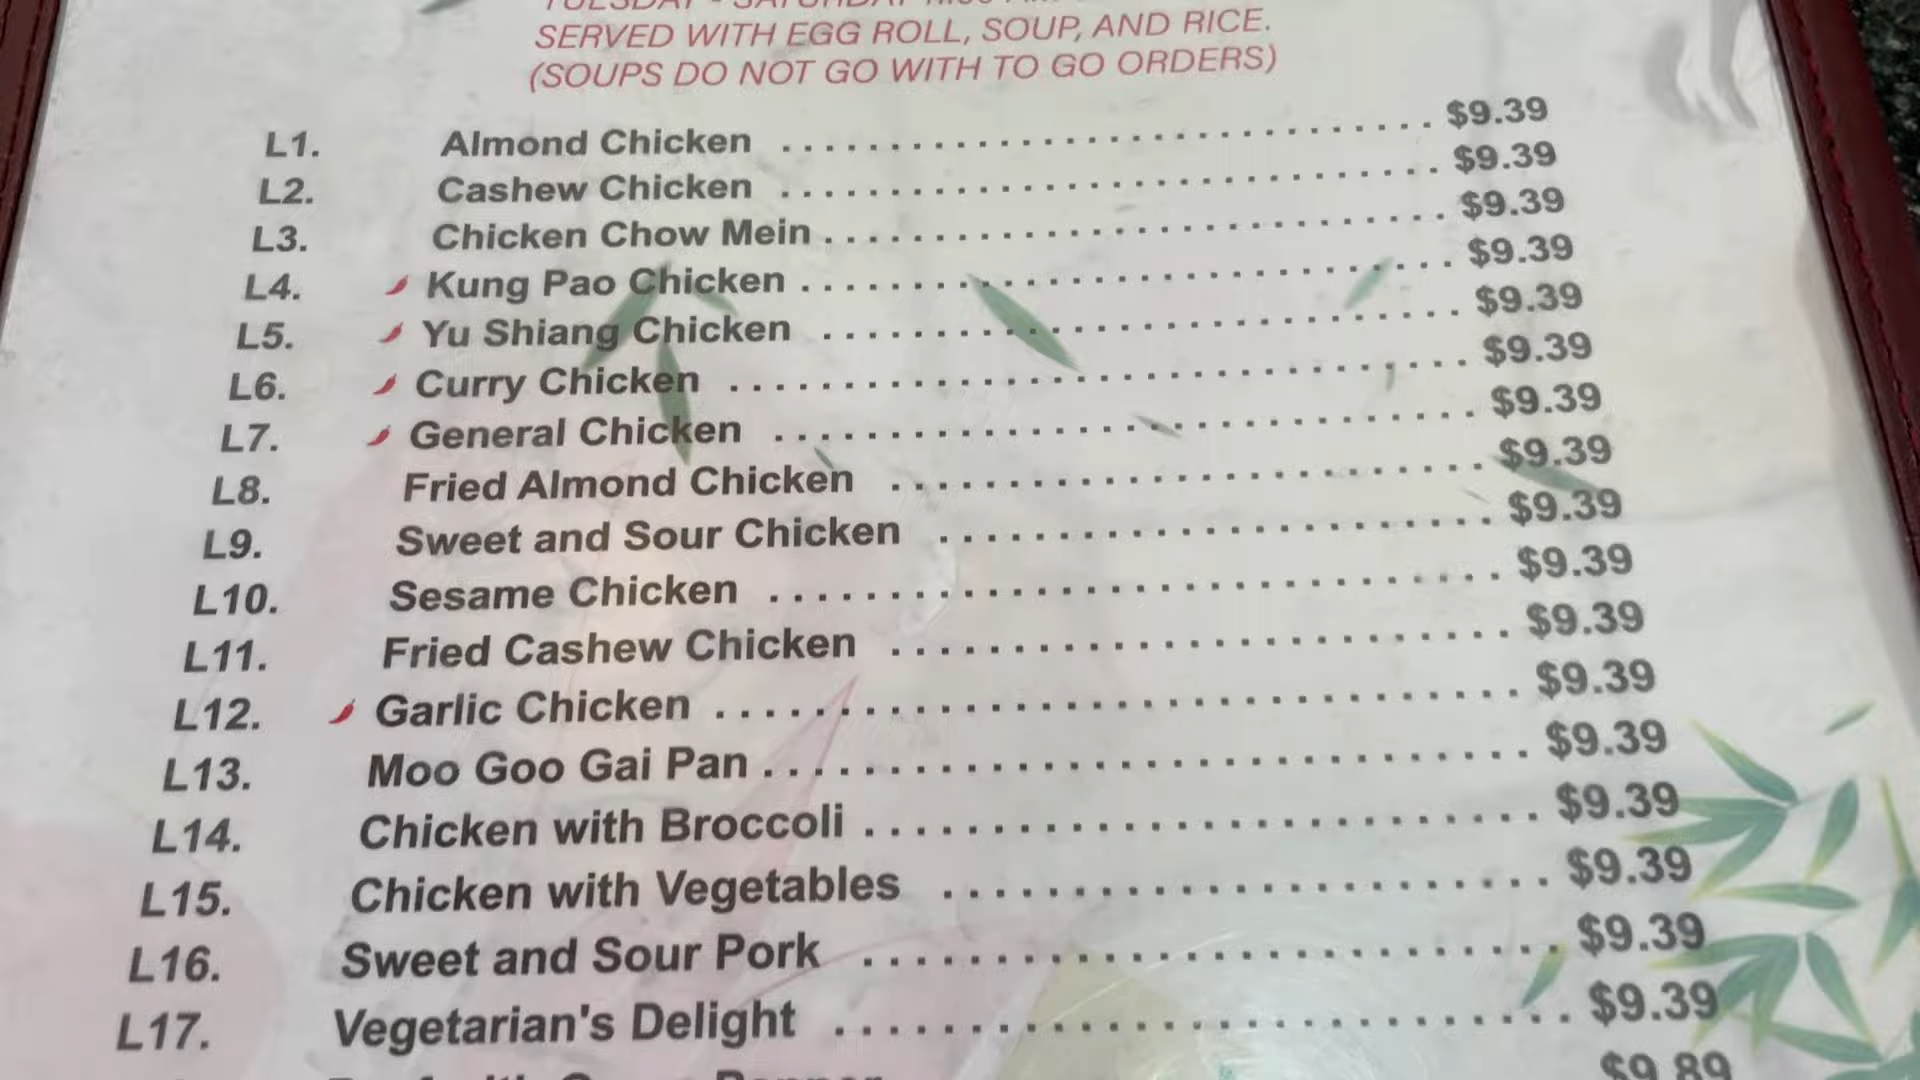 TUESDAY - SATURDAY
SERVED WITH EGG ROLL, SOUP, AND RICE.
(SOUPS DO NOT GO WITH TO GO ORDERS)
L1. Almond Chicken $9.39
L2. Cashew Chicken $9.39
L3. Chicken Chow Mein $9.39
L4. Kung Pao Chicken $9.39
L5. Yu Shiang Chicken $9.39
L6. Curry Chicken $9.39
L7. General Chicken $9.39
L8. Fried Almond Chicken $9.39
L9. Sweet and Sour Chicken $9.39
L10. Sesame Chicken $9.39
L11. Fried Cashew Chicken $9.39
L12. Garlic Chicken $9.39
L13. Moo Goo Gai Pan $9.39
L14. Chicken with Broccoli $9.39
L15. Chicken with Vegetables $9.39
L16. Sweet and Sour Pork $9.39
L17. Vegetarian's Delight $9.39
$9.89